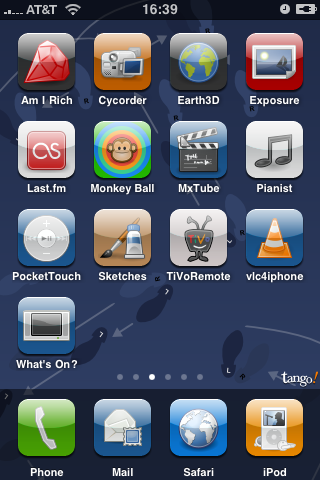 AT&T 16:39
Am I Rich Cycorder Earth3D Exposure
Last.fm Monkey Ball MxTube Pianist
PocketTouch Sketches TiVoRemote vlc4iphone
What's On?
tango!
Phone Mail Safari iPod